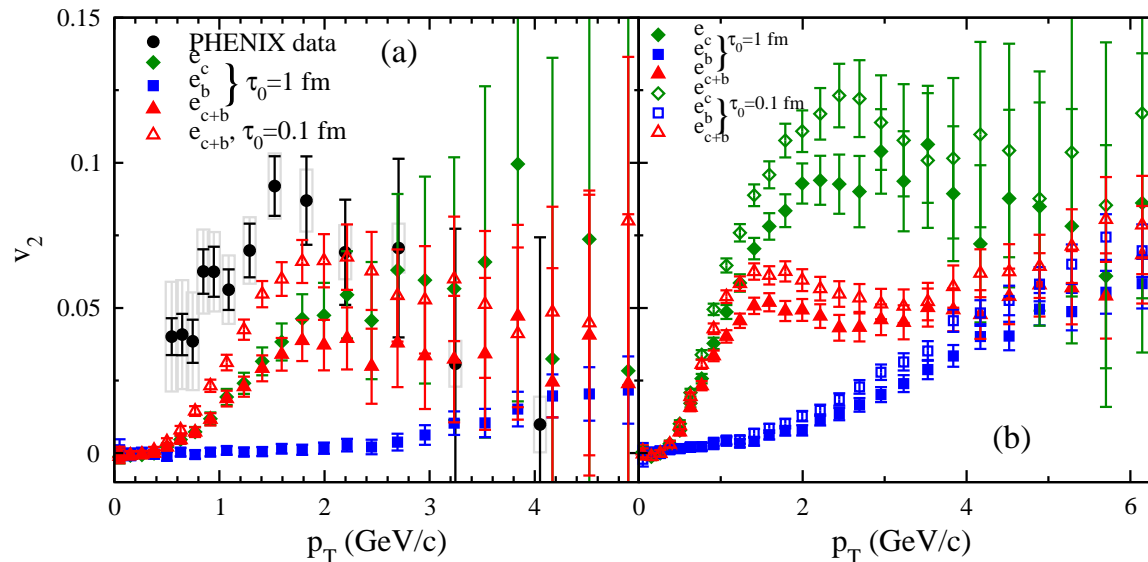 0.15
0.1
0.05
0
v2
PHENIX data
(a)
ec
eb } τ0=1 fm
ec+b
ec+b, τ0=0.1 fm
0 1 2 3 4
pT (GeV/c)
ec
eb } τ0=1 fm
ec+b
ec
eb } τ0=0.1 fm
ec+b
(b)
0 2 4 6
pT (GeV/c)